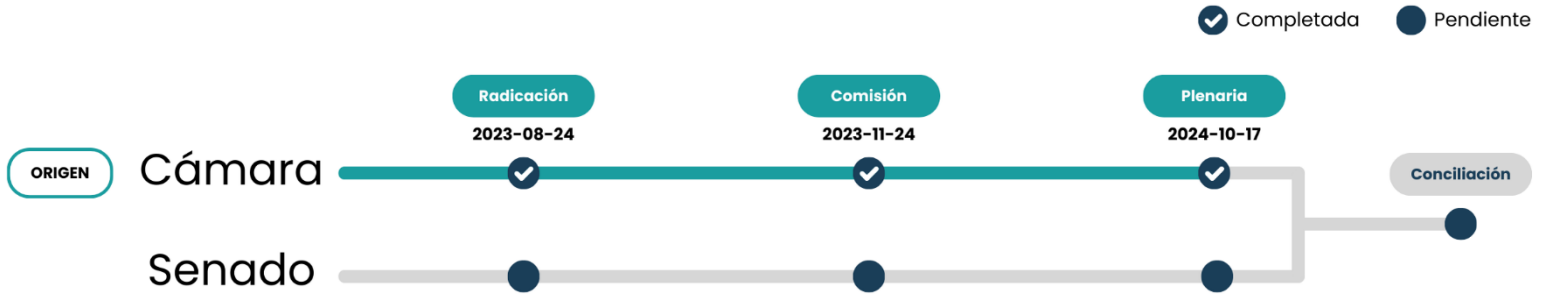 Completada Pendiente
Radicación Comisión Plenaria
2023-08-24 2023-11-24 2024-10-17
ORIGEN Cámara
Conciliación
Senado